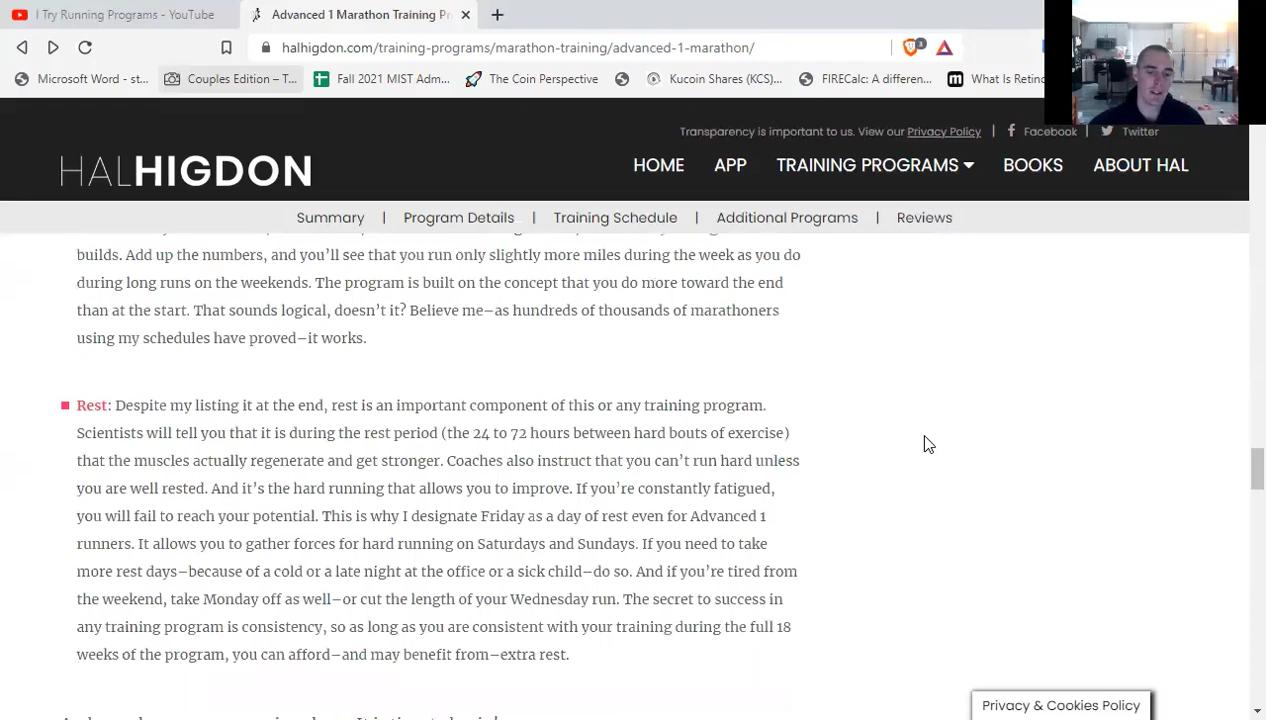 I Try Running Programs - YouTube
Advanced 1 Marathon Training Pr
halhigdon.com/training-programs/marathon-training/advanced-1-marathon/
Microsoft Word - st...
Couples Edition – T...
Fall 2021 MIST Adm...
The Coin Perspective
Kucoin Shares (KCS)...
FIRECalc: A differen...
What Is Retino
Transparency is important to us. View our Privacy Policy | Facebook | Twitter
HALHIGDON
HOME APP TRAINING PROGRAMS BOOKS ABOUT HAL
Summary | Program Details | Training Schedule | Additional Programs | Reviews
builds. Add up the numbers, and you'll see that you run only slightly more miles during the week as you do
during long runs on the weekends. The program is built on the concept that you do more toward the end
than at the start. That sounds logical, doesn't it? Believe me–as hundreds of thousands of marathoners
using my schedules have proved–it works.
Rest: Despite my listing it at the end, rest is an important component of this or any training program.
Scientists will tell you that it is during the rest period (the 24 to 72 hours between hard bouts of exercise)
that the muscles actually regenerate and get stronger. Coaches also instruct that you can't run hard unless
you are well rested. And it's the hard running that allows you to improve. If you're constantly fatigued,
you will fail to reach your potential. This is why I designate Friday as a day of rest even for Advanced 1
runners. It allows you to gather forces for hard running on Saturdays and Sundays. If you need to take
more rest days–because of a cold or a late night at the office or a sick child–do so. And if you're tired from
the weekend, take Monday off as well–or cut the length of your Wednesday run. The secret to success in
any training program is consistency, so as long as you are consistent with your training during the full 18
weeks of the program, you can afford–and may benefit from–extra rest.
Privacy & Cookies Policy